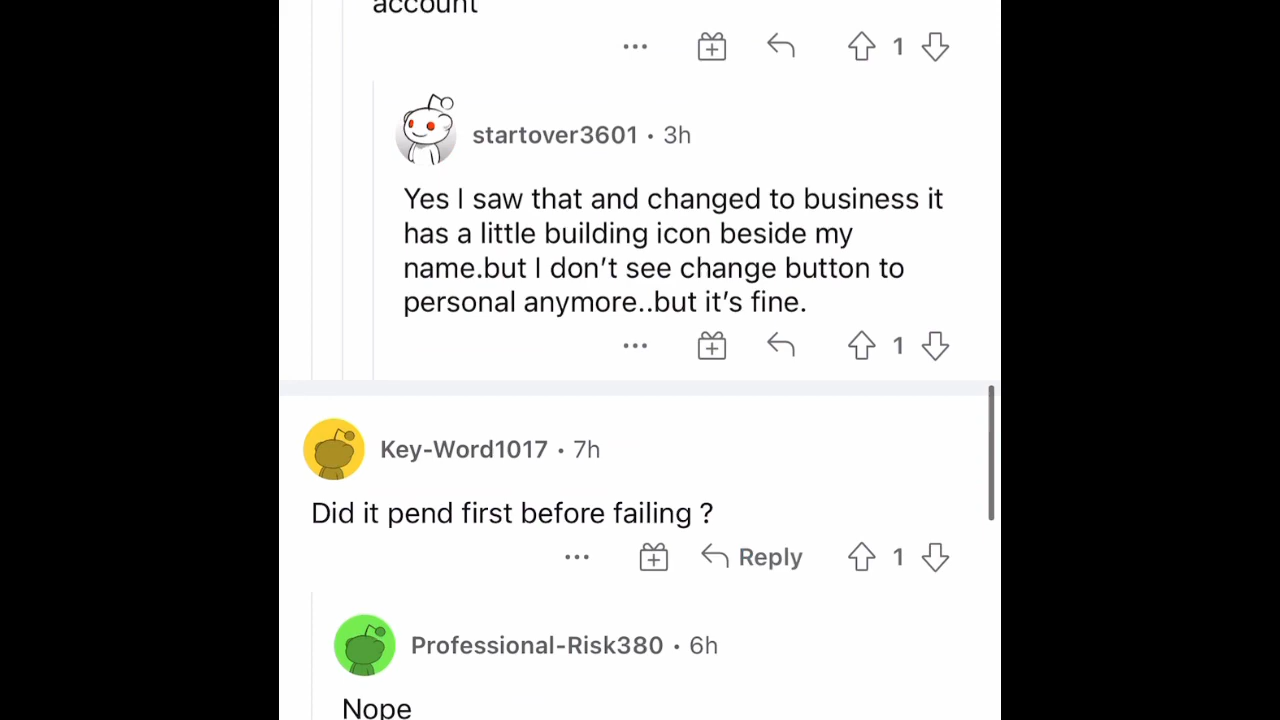 account
1
startover3601 • 3h
Yes I saw that and changed to business it
has a little building icon beside my
name.but I don’t see change button to
personal anymore..but it’s fine.
1
Key-Word1017 • 7h
Did it pend first before failing ?
Reply 1
Professional-Risk380 • 6h
Nope